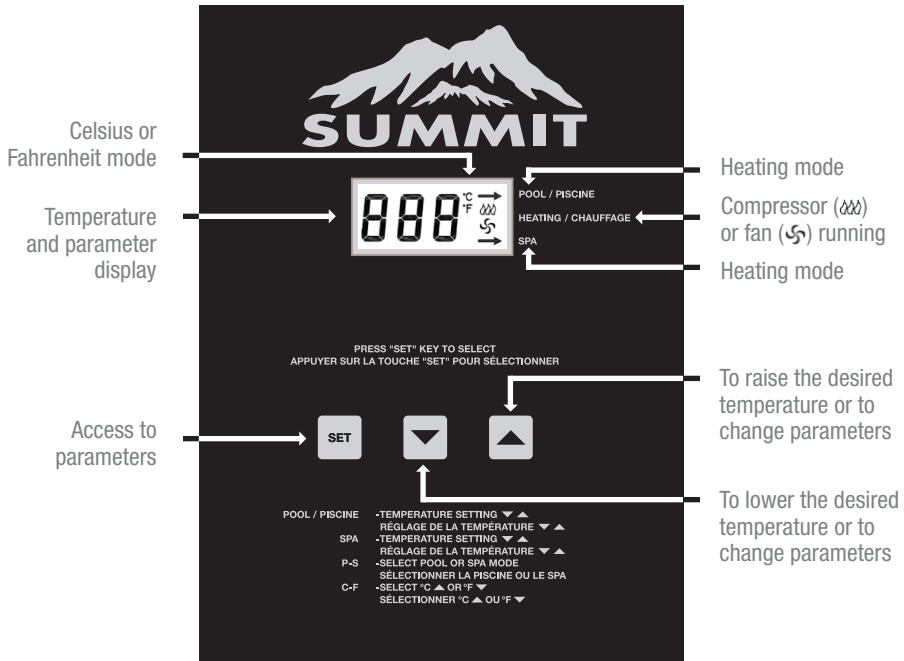 SUMMIT
Celsius or
Fahrenheit mode
Temperature
and parameter
display
888
°C
°F
POOL / PISCINE
HEATING / CHAUFFAGE
SPA
Heating mode
Compressor ( )
or fan ( ) running
Heating mode
PRESS "SET" KEY TO SELECT
APPUYER SUR LA TOUCHE "SET" POUR SÉLECTIONNER
Access to
parameters
SET
To raise the desired
temperature or to
change parameters
To lower the desired
temperature or to
change parameters
POOL / PISCINE -TEMPERATURE SETTING ▼ ▲
RÉGLAGE DE LA TEMPÉRATURE ▼ ▲
SPA -TEMPERATURE SETTING ▼ ▲
RÉGLAGE DE LA TEMPÉRATURE ▼ ▲
P-S -SELECT POOL OR SPA MODE
SÉLECTIONNER LA PISCINE OU LE SPA
C-F -SELECT °C ▲ OR °F ▼
SÉLECTIONNER °C ▲ OU °F ▼